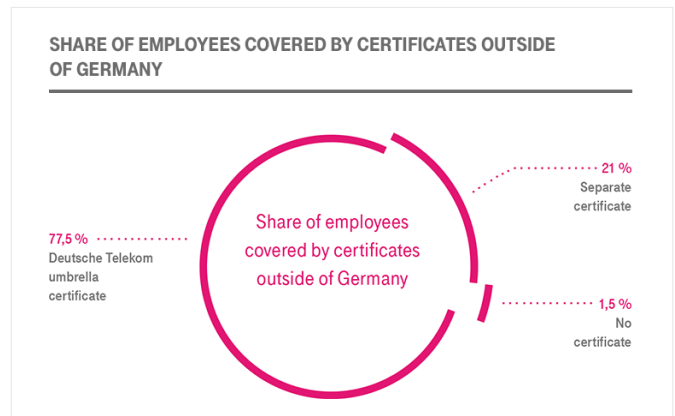 SHARE OF EMPLOYEES COVERED BY CERTIFICATES OUTSIDE
OF GERMANY
21 %
Separate
certificate
Share of employees
covered by certificates
outside of Germany
77,5 %
Deutsche Telekom
umbrella
certificate
1,5 %
No
certificate